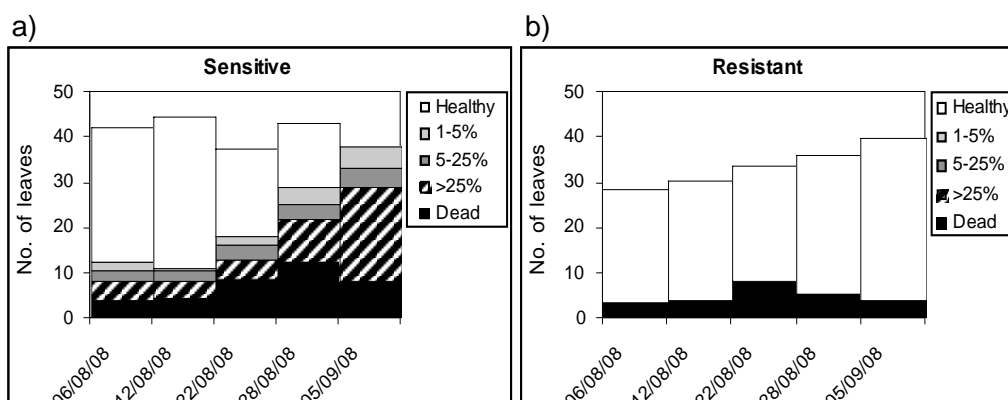 a)
Sensitive
No. of leaves
50
40
30
20
10
0
06/08/08
12/08/08
22/08/08
28/08/08
05/09/08
Healthy
1-5%
5-25%
>25%
Dead
b)
Resistant
No. of leaves
50
40
30
20
10
0
06/08/08
12/08/08
22/08/08
28/08/08
05/09/08
Healthy
1-5%
5-25%
>25%
Dead